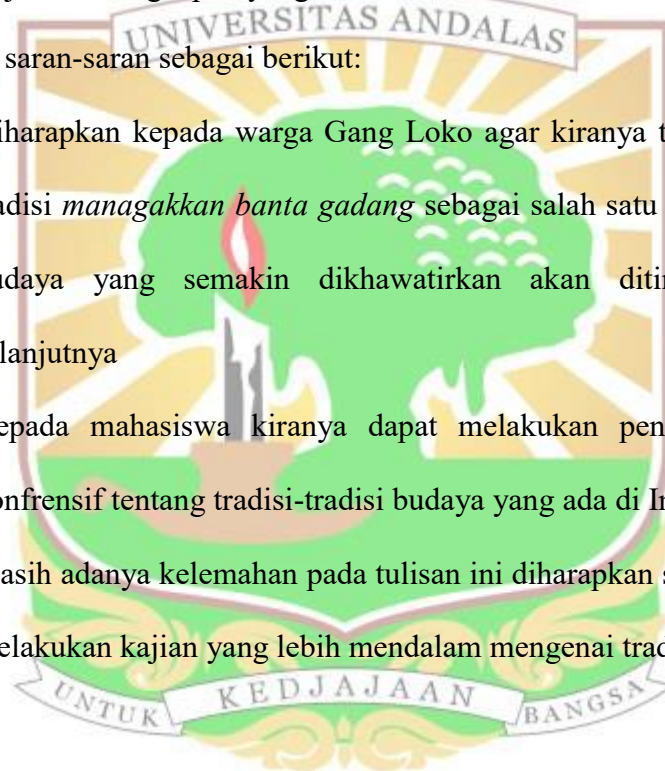 UNIVERSITAS ANDALAS
saran-saran sebagai berikut:
iharapkan kepada warga Gang Loko agar kiranya t
adisi managakkan banta gadang sebagai salah satu
udaya yang semakin dikhawatirkan akan diti
lanjutnya
epada mahasiswa kiranya dapat melakukan pen
onfrensif tentang tradisi-tradisi budaya yang ada di I
asih adanya kelemahan pada tulisan ini diharapkan s
elakukan kajian yang lebih mendalam mengenai trad
UNTUK KEDJAJAAN BANGSA